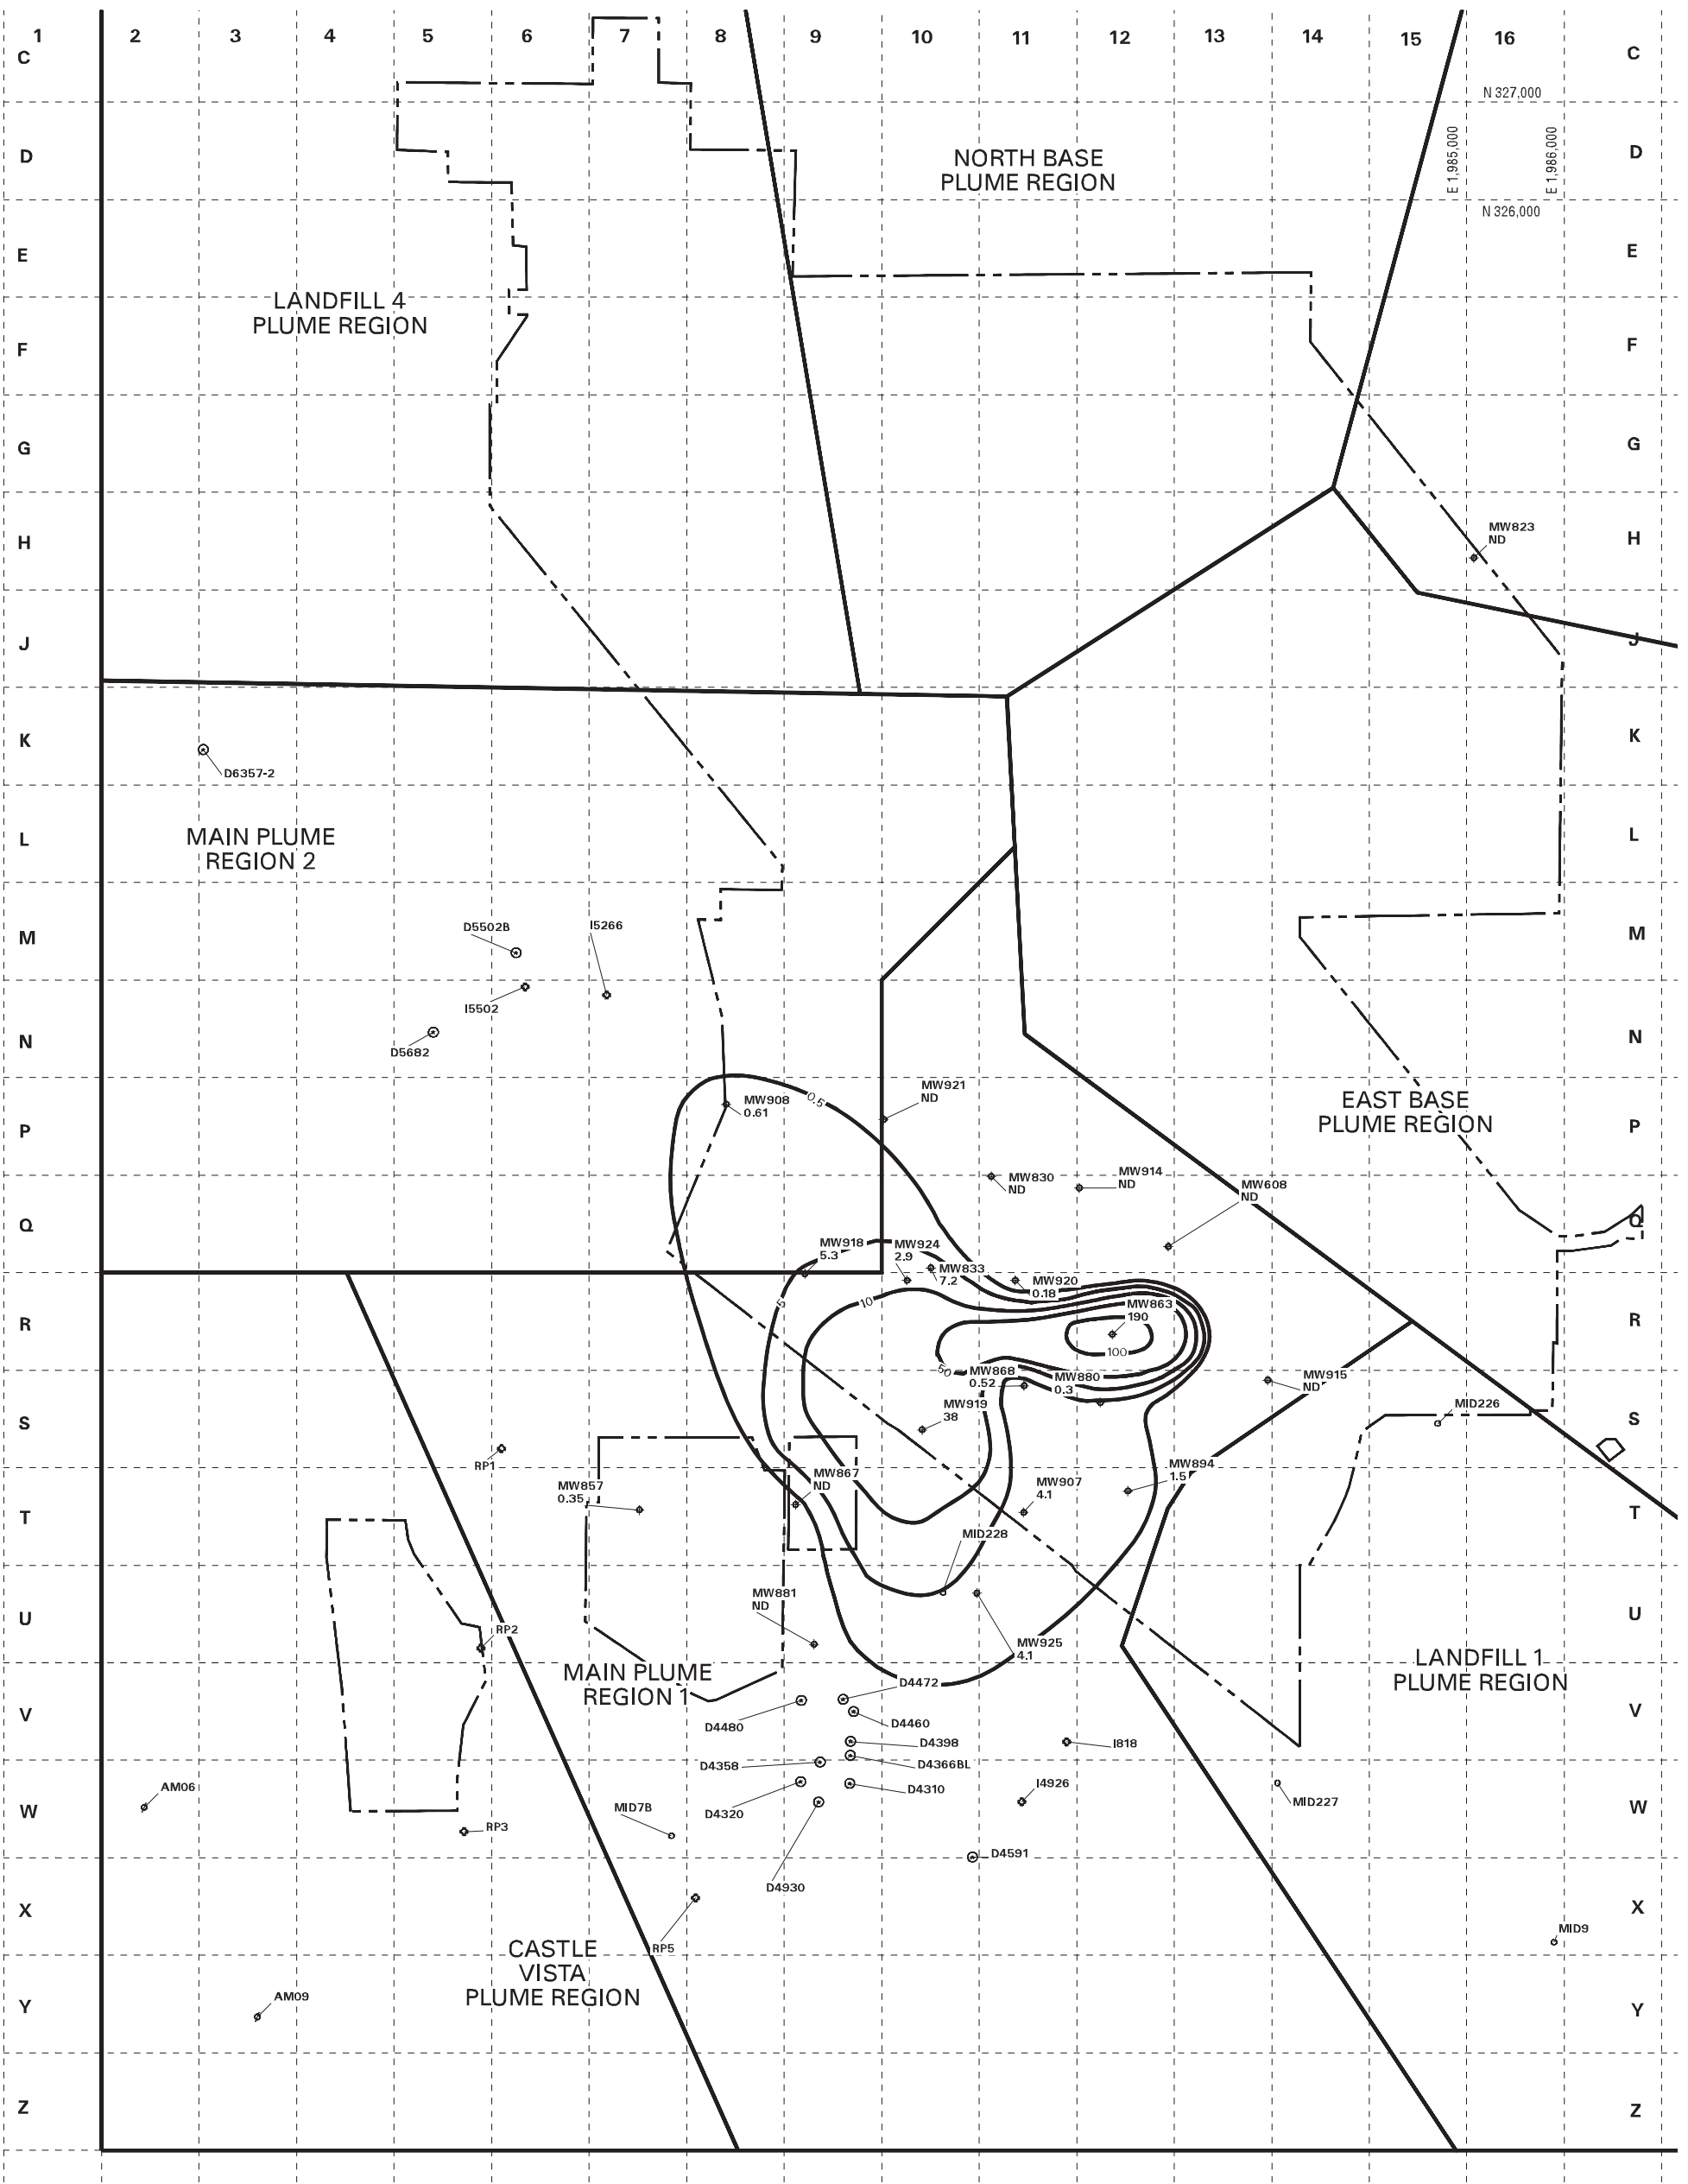 1 2 3 4 5 6 7 8 9 10 11 12 13 14 15 16
C C
N 327,000
D D
E 1,985,000
E 1,986,000
NORTH BASE
PLUME REGION
N 326,000
E E
LANDFILL 4
PLUME REGION
F F
G G
H H
MW823
ND
J J
K K
D6357-2
L L
MAIN PLUME
REGION 2
M M
D5502B
I5266
I5502
N N
D5682
MW908
0.61
0.5
MW921
ND
EAST BASE
PLUME REGION
P P
MW830
ND
MW914
ND
MW608
ND
Q Q
MW918
5.3
MW924
2.9
MW833
7.2
MW920
0.18
5
10
MW863
190
R R
100
50
MW868
0.52
MW880
0.3
MW915
ND
MW919
38
MID226
S S
RP1
MW857
0.35
MW867
ND
MW907
4.1
MW894
1.5
T T
MID228
MW881
ND
U U
RP2
MW925
4.1
MAIN PLUME
REGION 1
LANDFILL 1
PLUME REGION
D4472
V V
D4480
D4460
D4398
I818
D4358
D4366BL
AM06
D4310
I4926
W W
MID7B
D4320
MID227
RP3
D4591
D4930
X X
MID9
RP5
CASTLE
VISTA
PLUME REGION
AM09
Y Y
Z Z